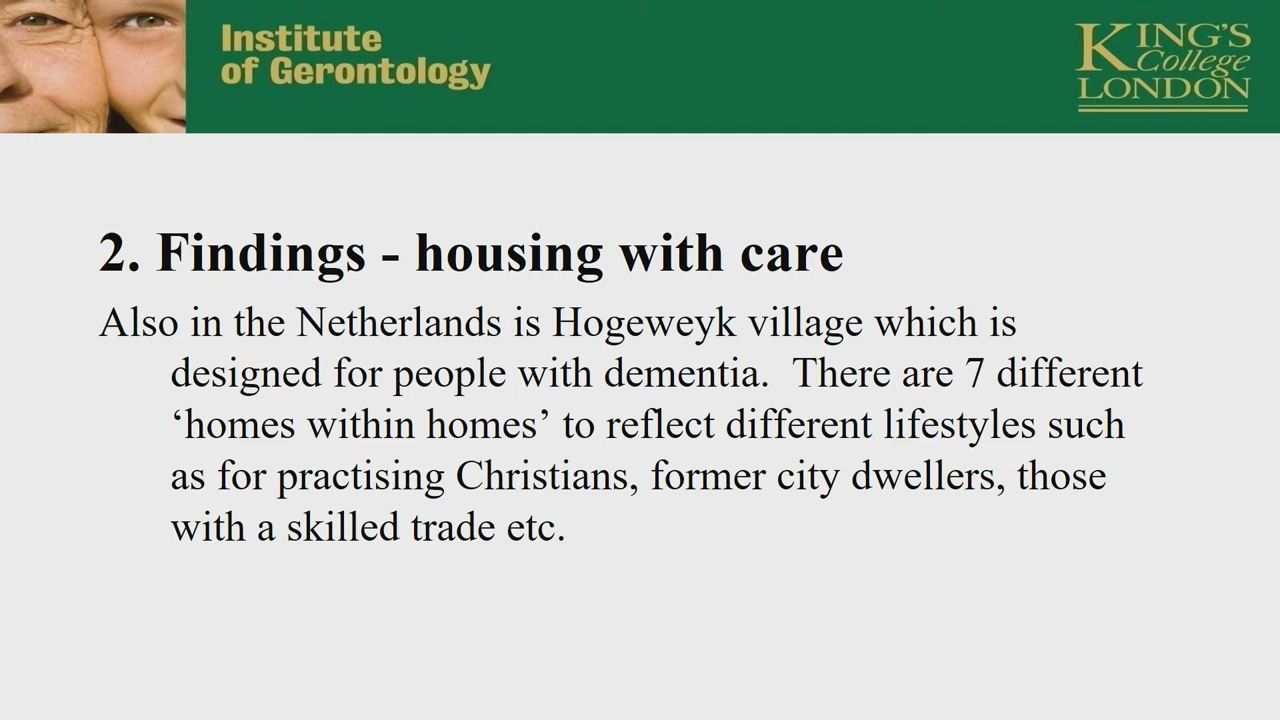 Institute
of Gerontology
KING'S
College
LONDON
2. Findings - housing with care
Also in the Netherlands is Hogeweyk village which is
designed for people with dementia.  There are 7 different
‘homes within homes’ to reflect different lifestyles such
as for practising Christians, former city dwellers, those
with a skilled trade etc.